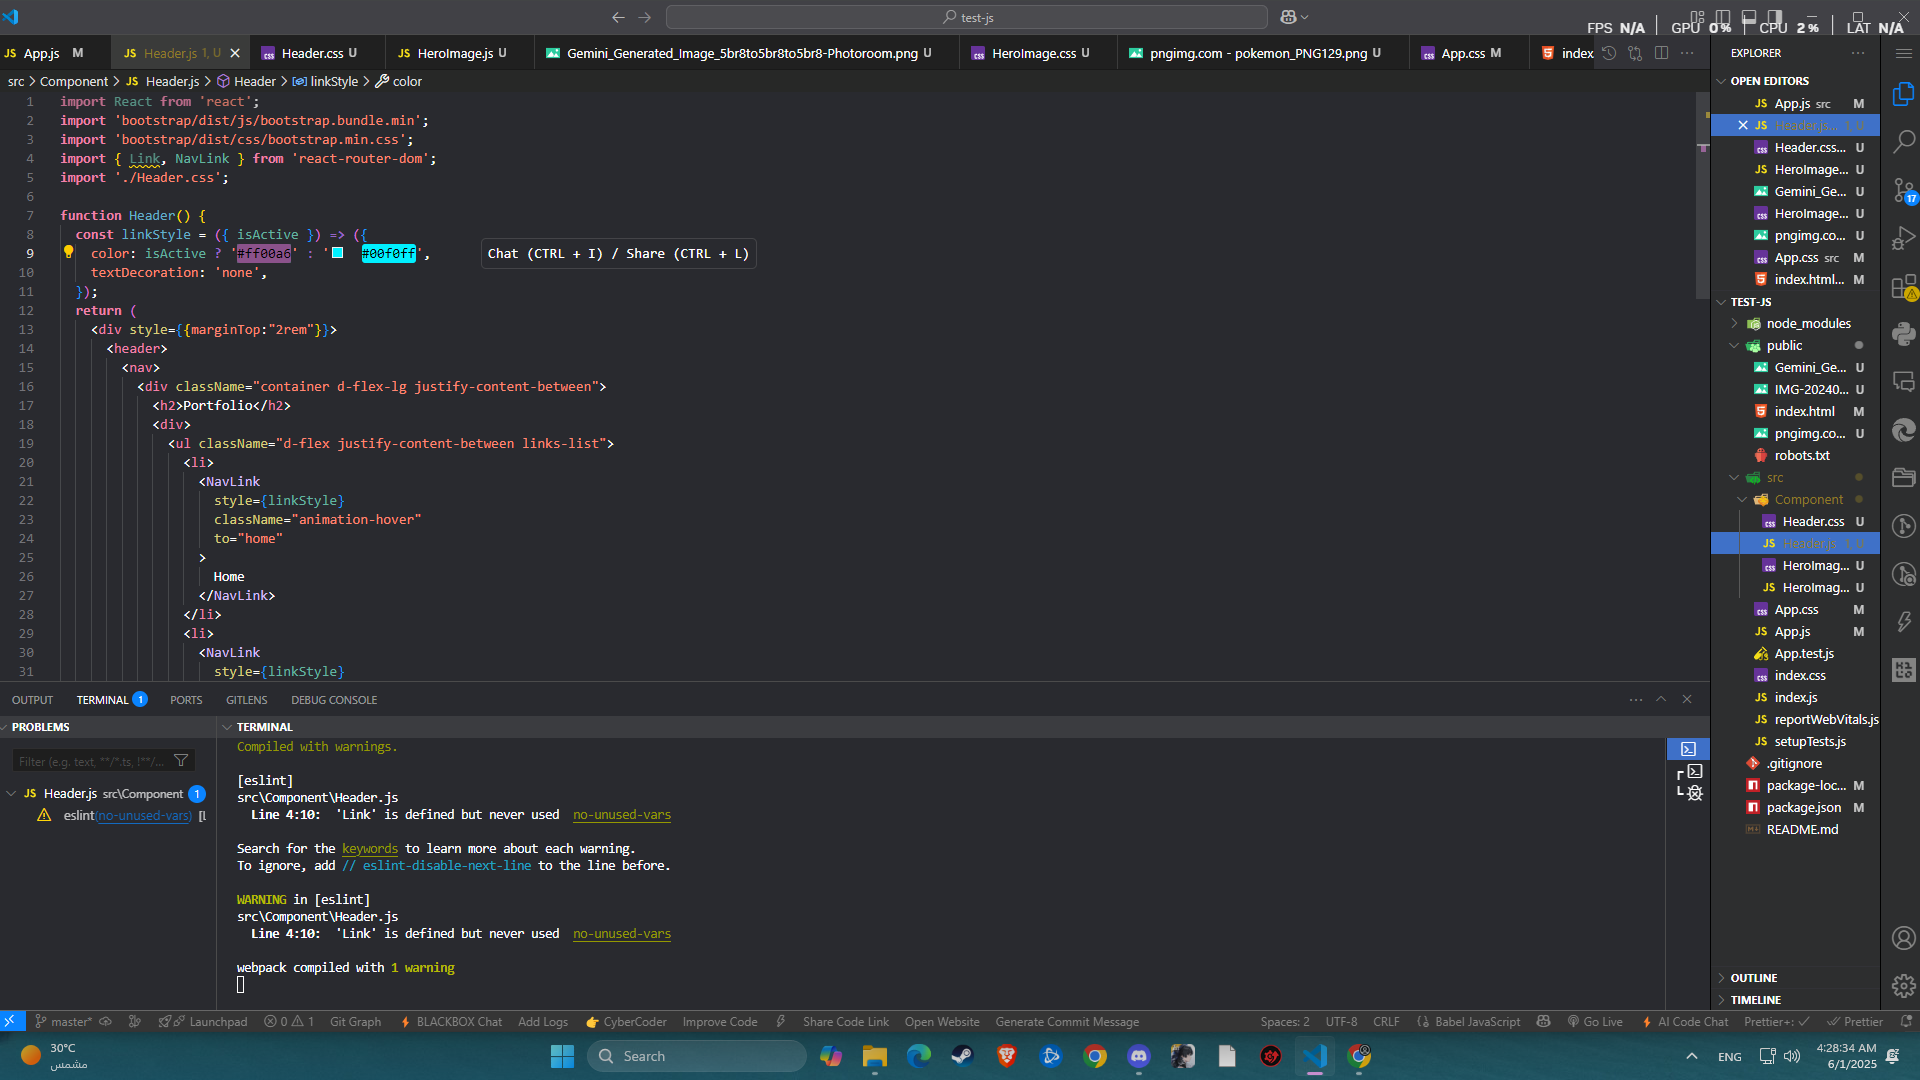 test-js
FPS N/A GPU 0% CPU 2% LAT N/A
App.js M
Header.js 1, U
Header.css U
HeroImage.js U
Gemini_Generated_Image_5br8to5br8to5br8-Photoroom.png U
HeroImage.css U
pngimg.com - pokemon_PNG129.png U
App.css M
index
src > Component > JS Header.js > Header > linkStyle > color
1 import React from 'react';
2 import 'bootstrap/dist/js/bootstrap.bundle.min';
3 import 'bootstrap/dist/css/bootstrap.min.css';
4 import { Link, NavLink } from 'react-router-dom';
5 import './Header.css';
6
7 function Header() {
8 const linkStyle = ({ isActive }) => ({
9 color: isActive ? '#ff00a6' : '#00f0ff',
Chat (CTRL + I) / Share (CTRL + L)
10 textDecoration: 'none',
11 });
12 return (
13 <div style={{marginTop:"2rem"}}>
14 <header>
15 <nav>
16 <div className="container d-flex-lg justify-content-between">
17 <h2>Portfolio</h2>
18 <div>
19 <ul className="d-flex justify-content-between links-list">
20 <li>
21 <NavLink
22 style={linkStyle}
23 className="animation-hover"
24 to="home"
25 >
26 Home
27 </NavLink>
28 </li>
29 <li>
30 <NavLink
31 style={linkStyle}
OUTPUT TERMINAL 1 PORTS GITLENS DEBUG CONSOLE
PROBLEMS
Filter (e.g. text, **/*.ts, !**/...
JS Header.js src\Component 1
eslint(no-unused-vars) [L
TERMINAL
Compiled with warnings.
[eslint]
src\Component\Header.js
Line 4:10: 'Link' is defined but never used no-unused-vars
Search for the keywords to learn more about each warning.
To ignore, add // eslint-disable-next-line to the line before.
WARNING in [eslint]
src\Component\Header.js
Line 4:10: 'Link' is defined but never used no-unused-vars
webpack compiled with 1 warning
EXPLORER
OPEN EDITORS
JS App.js src M
JS Header.js... 1, U
Header.css... U
JS HeroImage... U
Gemini_Ge... U
HeroImage... U
pngimg.co... U
App.css src M
index.html... M
17
TEST-JS
node_modules
public
Gemini_Ge... U
IMG-20240... U
index.html M
pngimg.co... U
robots.txt
src
Component
Header.css U
JS Header.js 1, U
HeroImag... U
JS HeroImag... U
App.css M
JS App.js M
App.test.js
index.css
JS index.js
JS reportWebVitals.js
JS setupTests.js
.gitignore
package-loc... M
package.json M
README.md
OUTLINE
TIMELINE
master* Launchpad 0 1 Git Graph BLACKBOX Chat Add Logs CyberCoder Improve Code Share Code Link Open Website Generate Commit Message Spaces: 2 UTF-8 CRLF Babel JavaScript Go Live AI Code Chat Prettier+: Prettier
30°C
مشمس
Search
ENG
4:28:34 AM
6/1/2025